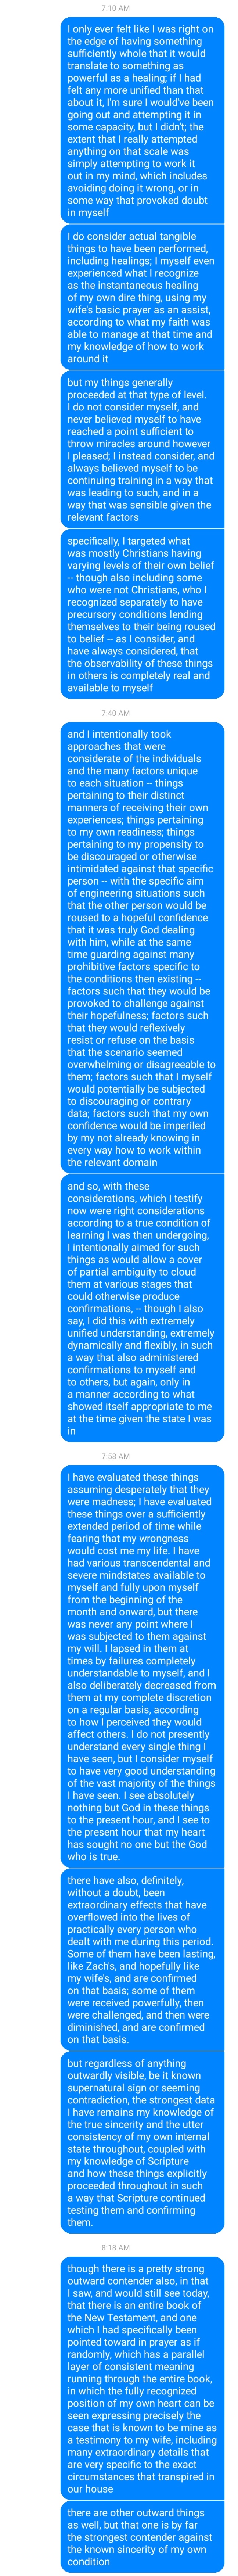 7:10 AM
I only ever felt like I was right on
the edge of having something
sufficiently whole that it would
translate to something as
powerful as a healing; if I had
felt any more unified than that
about it, I'm sure I would've been
going out and attempting it in
some capacity, but I didn't; the
extent that I really attempted
anything on that scale was
simply attempting to work it
out in my mind, which includes
avoiding doing it wrong, or in
some way that provoked doubt
in myself
I do consider actual tangible
things to have been performed,
including healings; I myself even
experienced what I recognize
as the instantaneous healing
of my own dire thing, using my
wife's basic prayer as an assist,
according to what my faith was
able to manage at that time and
my knowledge of how to work
around it
but my things generally
proceeded at that type of level.
I do not consider myself, and
never believed myself to have
reached a point sufficient to
throw miracles around however
I pleased; I instead consider, and
always believed myself to be
continuing training in a way that
was leading to such, and in a
way that was sensible given the
relevant factors
specifically, I targeted what
was mostly Christians having
varying levels of their own belief
-- though also including some
who were not Christians, who I
recognized separately to have
precursory conditions lending
themselves to their being roused
to belief -- as I consider, and
have always considered, that
the observability of these things
in others is completely real and
available to myself
7:40 AM
and I intentionally took
approaches that were
considerate of the individuals
and the many factors unique
to each situation -- things
pertaining to their distinct
manners of receiving their own
experiences; things pertaining
to my own readiness; things
pertaining to my propensity to
be discouraged or otherwise
intimidated against that specific
person -- with the specific aim
of engineering situations such
that the other person would be
roused to a hopeful confidence
that it was truly God dealing
with him, while at the same
time guarding against many
prohibitive factors specific to
the conditions then existing --
factors such that they would be
provoked to challenge against
their hopefulness; factors such
that they would reflexively
resist or refuse on the basis
that the scenario seemed
overwhelming or disagreeable to
them; factors such that I myself
would potentially be subjected
to discouraging or contrary
data; factors such that my own
confidence would be imperiled
by my not already knowing in
every way how to work within
the relevant domain
and so, with these
considerations, which I testify
now were right considerations
according to a true condition of
learning I was then undergoing,
I intentionally aimed for such
things as would allow a cover
of partial ambiguity to cloud
them at various stages that
could otherwise produce
confirmations, -- though I also
say, I did this with extremely
unified understanding, extremely
dynamically and flexibly, in such
a way that also administered
confirmations to myself and
to others, but again, only in
a manner according to what
showed itself appropriate to me
at the time given the state I was
in
7:58 AM
I have evaluated these things
assuming desperately that they
were madness; I have evaluated
these things over a sufficiently
extended period of time while
fearing that my wrongness
would cost me my life. I have
had various transcendental and
severe mindstates available to
myself and fully upon myself
from the beginning of the
month and onward, but there
was never any point where I
was subjected to them against
my will. I lapsed in them at
times by failures completely
understandable to myself, and I
also deliberately decreased from
them at my complete discretion
on a regular basis, according
to how I perceived they would
affect others. I do not presently
understand every single thing I
have seen, but I consider myself
to have very good understanding
of the vast majority of the things
I have seen. I see absolutely
nothing but God in these things
to the present hour, and I see to
the present hour that my heart
has sought no one but the God
who is true.
there have also, definitely,
without a doubt, been
extraordinary effects that have
overflowed into the lives of
practically every person who
dealt with me during this period.
Some of them have been lasting,
like Zach's, and hopefully like
my wife's, and are confirmed
on that basis; some of them
were received powerfully, then
were challenged, and then were
diminished, and are confirmed
on that basis.
but regardless of anything
outwardly visible, be it known
supernatural sign or seeming
contradiction, the strongest data
I have remains my knowledge of
the true sincerity and the utter
consistency of my own internal
state throughout, coupled with
my knowledge of Scripture
and how these things explicitly
proceeded throughout in such
a way that Scripture continued
testing them and confirming
them.
8:18 AM
though there is a pretty strong
outward contender also, in that
I saw, and would still see today,
that there is an entire book of
the New Testament, and one
which I had specifically been
pointed toward in prayer as if
randomly, which has a parallel
layer of consistent meaning
running through the entire book,
in which the fully recognized
position of my own heart can be
seen expressing precisely the
case that is known to be mine as
a testimony to my wife, including
many extraordinary details that
are very specific to the exact
circumstances that transpired in
our house
there are other outward things
as well, but that one is by far
the strongest contender against
the known sincerity of my own
condition